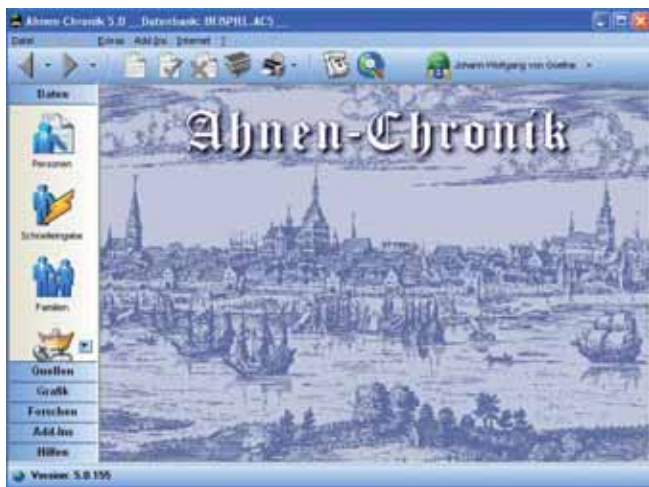 Ahnen-Chronik 5.0 _ Datenbank: BEISPIEL.AC5
Datei Extras Add-Ins Internet ?
Johann Wolfgang von Goethe
Daten
Ahnen-Chronik
Personen
Schnelleingabe
Familien
Quellen
Grafik
Forschen
Add-Ins
Hilfen
Version: 5.0.155